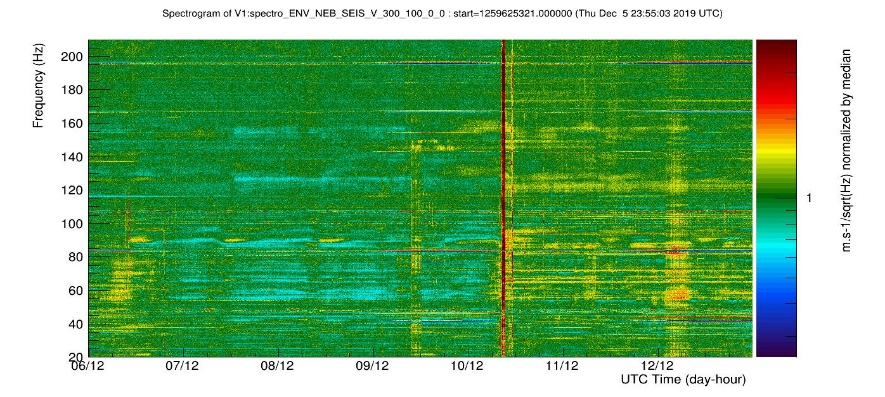 Spectrogram of V1:spectro_ENV_NEB_SEIS_V_300_100_0_0 : start=1259625321.000000 (Thu Dec 5 23:55:03 2019 UTC)
Frequency (Hz)
200
180
160
140
120
100
80
60
40
20
06/12 07/12 08/12 09/12 10/12 11/12 12/12
UTC Time (day-hour)
1
m.s-1/sqrt(Hz) normalized by median